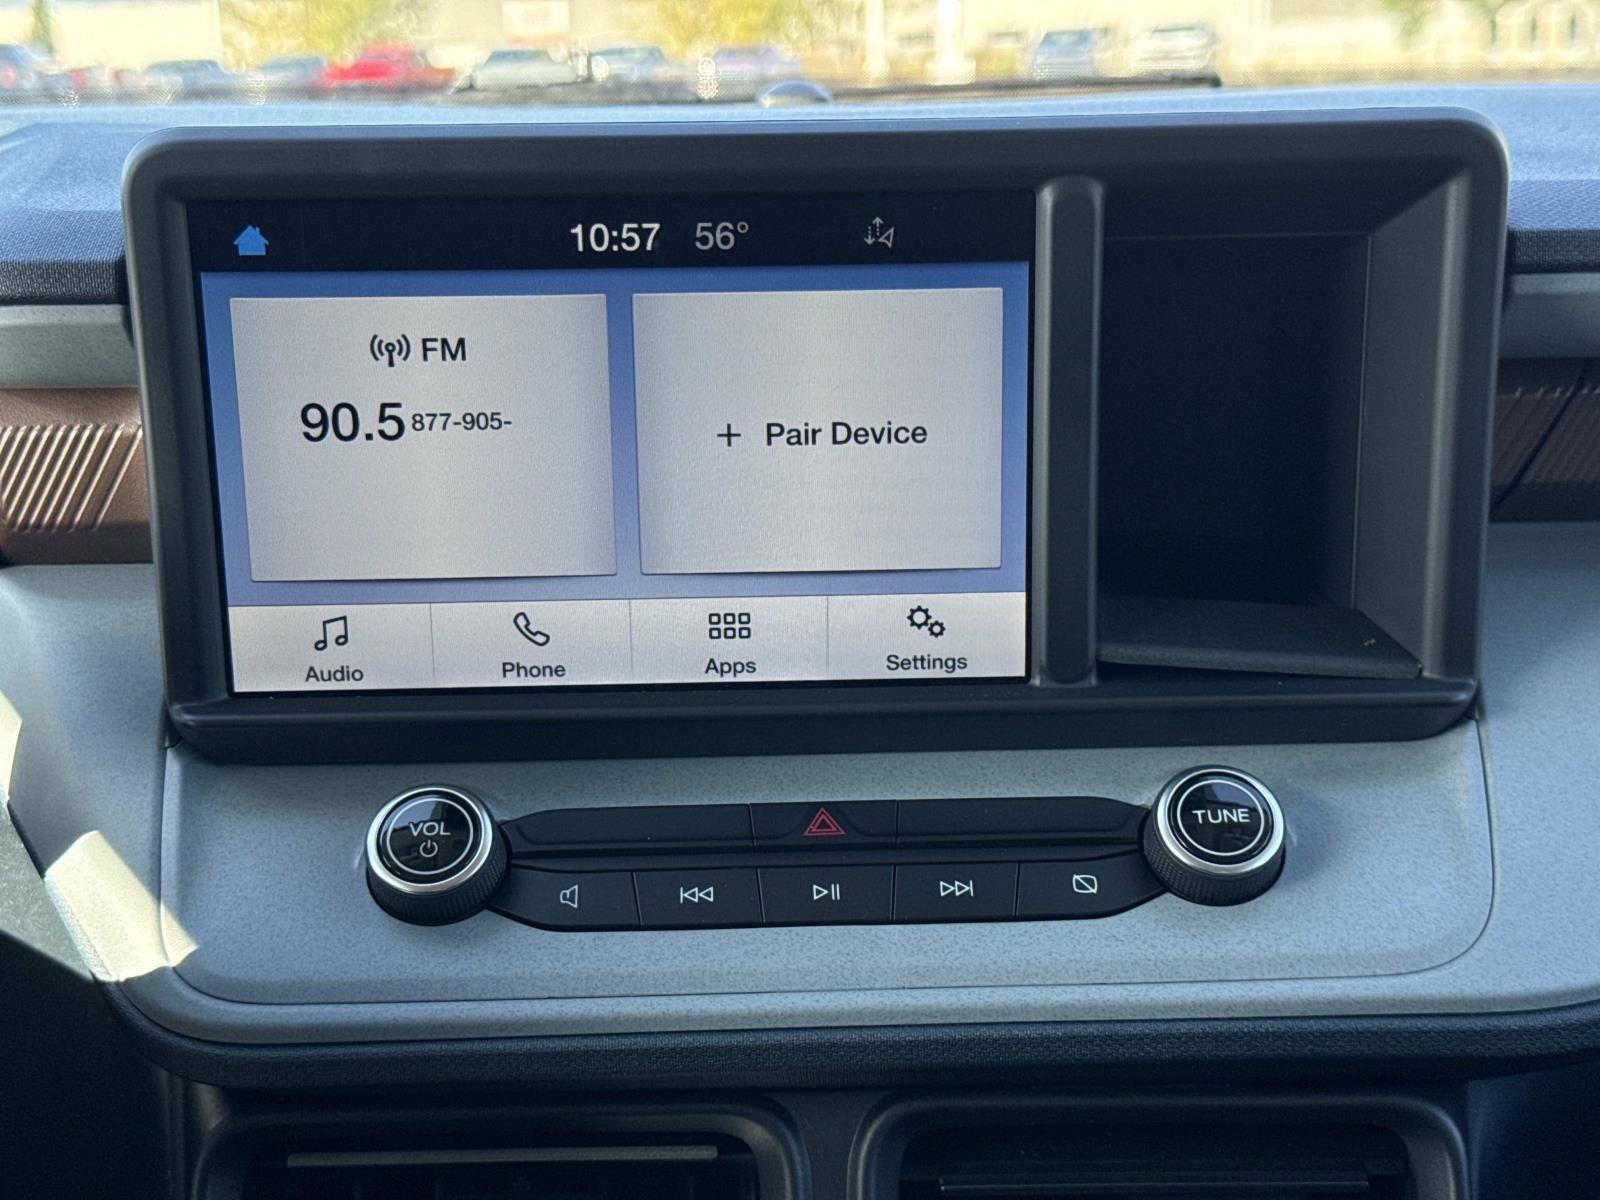 10:57 56°
FM
90.5 877-905-
+ Pair Device
Audio
Phone
Apps
Settings
VOL
TUNE